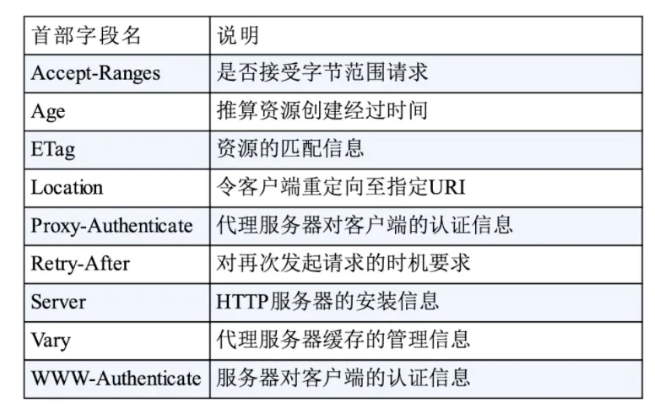 首部字段名 说明
Accept-Ranges 是否接受字节范围请求
Age 推算资源创建经过时间
ETag 资源的匹配信息
Location 令客户端重定向至指定URI
Proxy-Authenticate 代理服务器对客户端的认证信息
Retry-After 对再次发起请求的时机要求
Server HTTP服务器的安装信息
Vary 代理服务器缓存的管理信息
WWW-Authenticate 服务器对客户端的认证信息